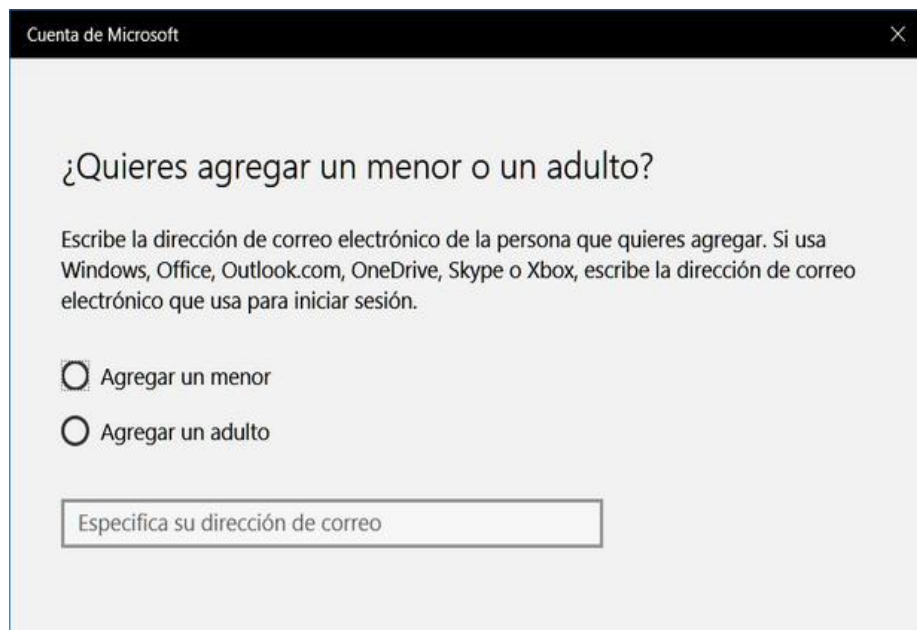 Cuenta de Microsoft
¿Quieres agregar un menor o un adulto?
Escribe la dirección de correo electrónico de la persona que quieres agregar. Si usa
Windows, Office, Outlook.com, OneDrive, Skype o Xbox, escribe la dirección de correo
electrónico que usa para iniciar sesión.
Agregar un menor
Agregar un adulto
Especifica su dirección de correo